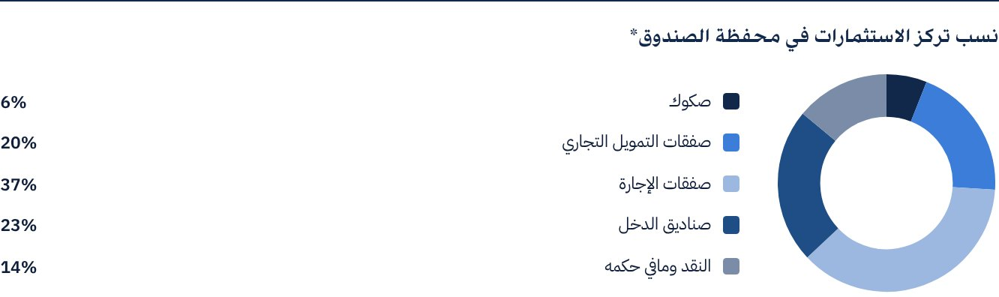 نسب تركز الاستثمارات في محفظة الصندوق*
صكوك 6%
صفقات التمويل التجاري 20%
صفقات الإجارة 37%
صناديق الدخل 23%
النقد ومافي حكمه 14%